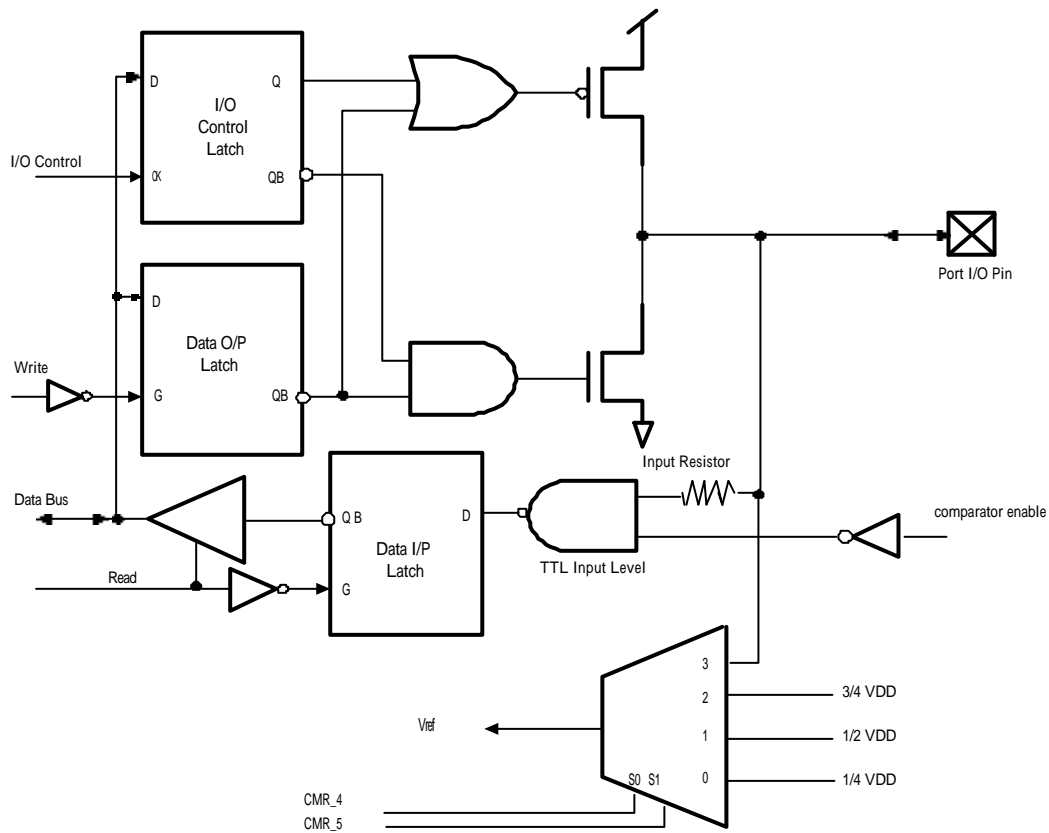 D
Q
I/O
Control
Latch
I/O Control
CK
QB
Port I/O Pin
D
Data O/P
Latch
Write
G
QB
Input Resistor
Data Bus
Q B
D
comparator enable
Data I/P
Latch
TTL Input Level
Read
G
3
2
3/4 VDD
Vref
1
1/2 VDD
S0 S1
0
1/4 VDD
CMR_4
CMR_5